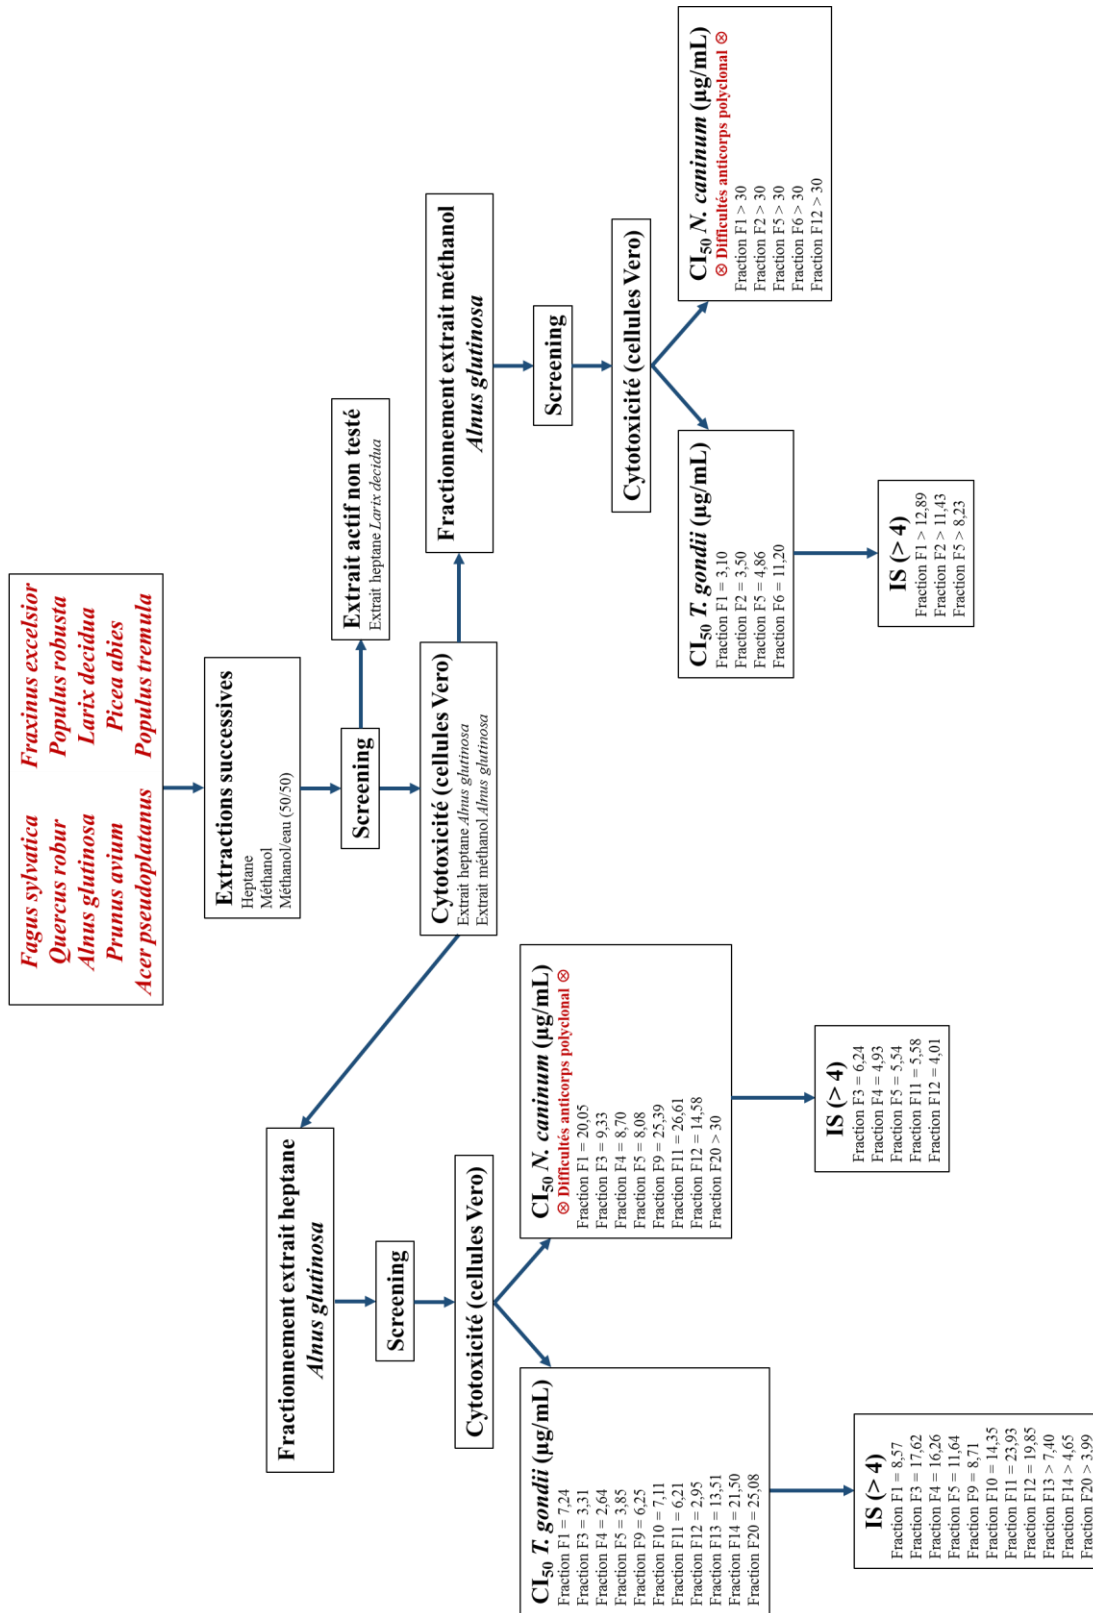 Fagus sylvatica Fraxinus excelsior
Quercus robur Populus robusta
Alnus glutinosa Larix decidua
Prunus avium Picea abies
Acer pseudoplatanus Populus tremula
Extractions successives
Heptane
Méthanol
Méthanol/eau (50/50)
Screening
Extrait actif non testé
Extrait heptane Larix decidua
Cytotoxicité (cellules Vero)
Extrait heptane Alnus glutinosa
Extrait méthanol Alnus glutinosa
Fractionnement extrait heptane
Alnus glutinosa
Screening
Cytotoxicité (cellules Vero)
CI50 T. gondii (µg/mL)
Fraction F1 = 7,24
Fraction F3 = 3,31
Fraction F4 = 2,64
Fraction F5 = 3,85
Fraction F9 = 6,25
Fraction F10 = 7,11
Fraction F11 = 6,21
Fraction F12 = 2,95
Fraction F13 = 13,51
Fraction F14 = 21,50
Fraction F20 = 25,08
IS (> 4)
Fraction F1 = 8,57
Fraction F3 = 17,62
Fraction F4 = 16,26
Fraction F5 = 11,64
Fraction F9 = 8,71
Fraction F10 = 14,35
Fraction F11 = 23,93
Fraction F12 = 19,85
Fraction F13 > 7,40
Fraction F14 > 4,65
Fraction F20 > 3,99
CI50 N. caninum (µg/mL)
⊗ Difficultés anticorps polyclonal ⊗
Fraction F1 = 20,05
Fraction F3 = 9,33
Fraction F4 = 8,70
Fraction F5 = 8,08
Fraction F9 = 25,39
Fraction F11 = 26,61
Fraction F12 = 14,58
Fraction F20 > 30
IS (> 4)
Fraction F3 = 6,24
Fraction F4 = 4,93
Fraction F5 = 5,54
Fraction F11 = 5,58
Fraction F12 = 4,01
Fractionnement extrait méthanol
Alnus glutinosa
Screening
Cytotoxicité (cellules Vero)
CI50 T. gondii (µg/mL)
Fraction F1 = 3,10
Fraction F2 = 3,50
Fraction F5 = 4,86
Fraction F6 = 11,20
IS (> 4)
Fraction F1 > 12,89
Fraction F2 > 11,43
Fraction F5 > 8,23
CI50 N. caninum (µg/mL)
⊗ Difficultés anticorps polyclonal ⊗
Fraction F1 > 30
Fraction F2 > 30
Fraction F5 > 30
Fraction F6 > 30
Fraction F12 > 30